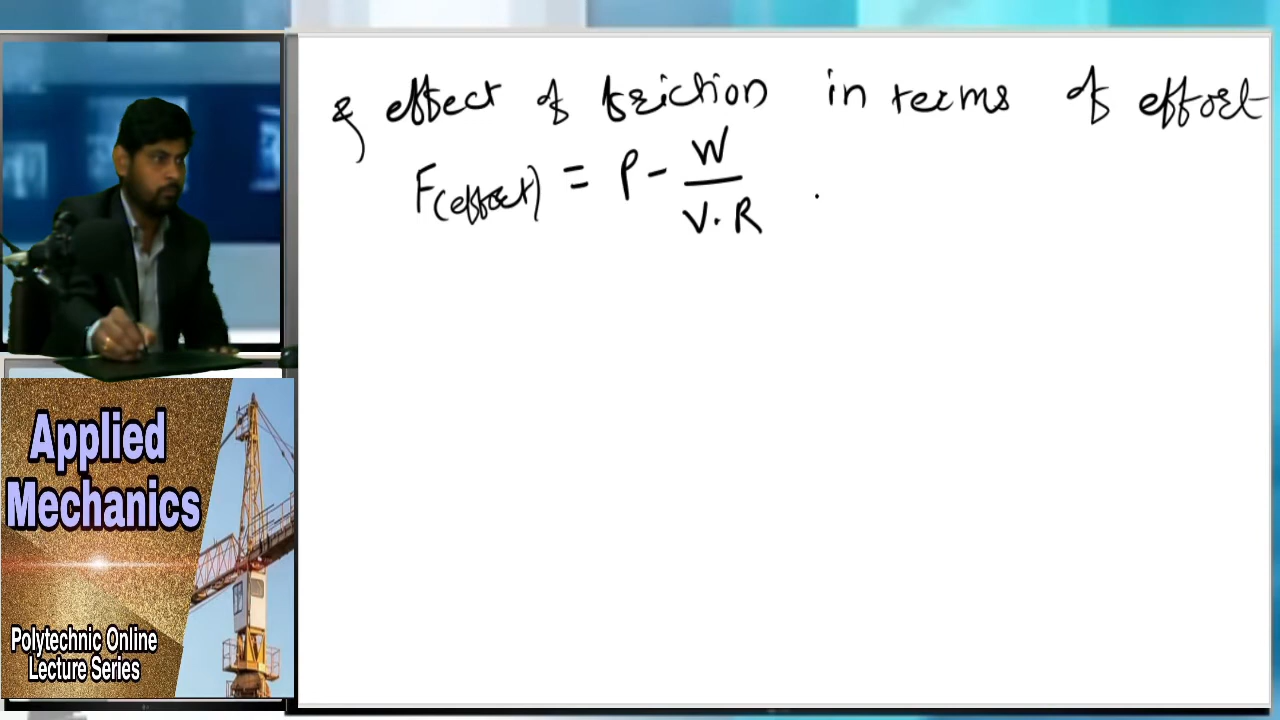 & effect of friction in terms of effort
F(effort) = P - W / V.R
Applied
Mechanics
Polytechnic Online
Lecture Series